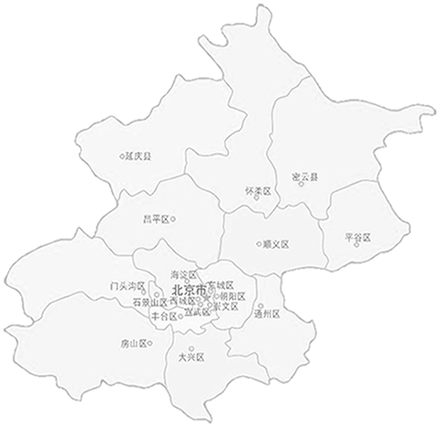 延庆县
密云县
怀柔区
昌平区
平谷区
顺义区
海淀区
门头沟区
北京市
东城区
石景山区
西城区
朝阳区
宣武区
崇文区
丰台区
通州区
房山区
大兴区